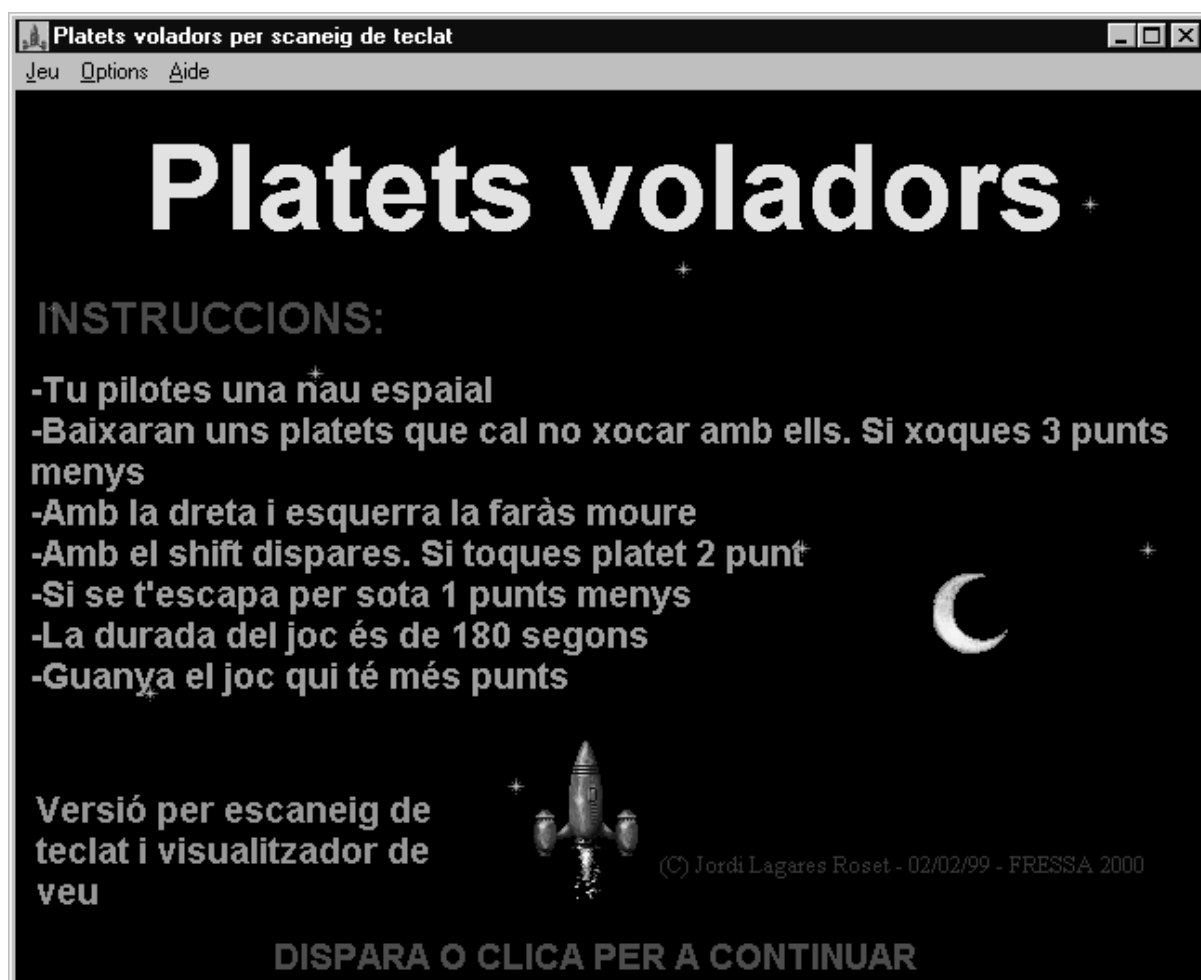 Platets voladors per scaneig de teclat
Jeu Options Aide
Platets voladors
INSTRUCCIONS:
-Tu pilotes una nau espaial
-Baixaran uns platets que cal no xocar amb ells. Si xoques 3 punts
menys
-Amb la dreta i esquerra la faràs moure
-Amb el shift dispares. Si toques platet 2 punt
-Si se t'escapa per sota 1 punts menys
-La durada del joc és de 180 segons
-Guanya el joc qui té més punts
Versió per escaneig de
teclat i visualitzador de
veu
(C) Jordi Lagares Roset - 02/02/99 - FRESSA 2000
DISPARA O CLICA PER A CONTINUAR